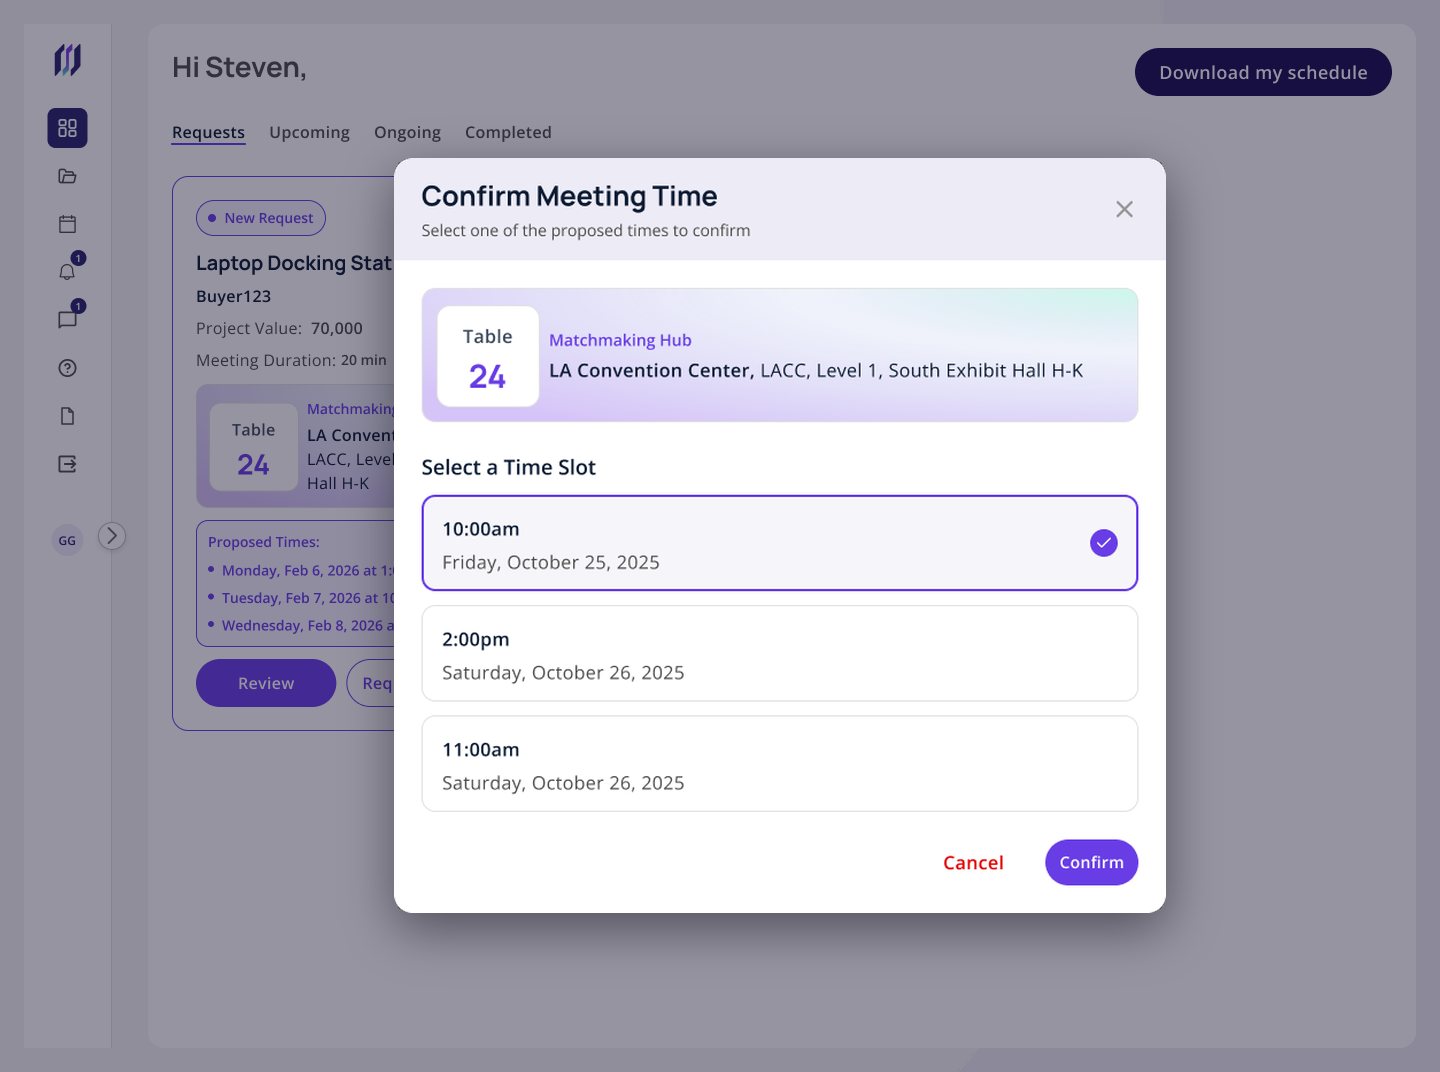 Hi Steven,
Download my schedule
Requests Upcoming Ongoing Completed
New Request
Laptop Docking Stat
Buyer123
Project Value: 70,000
Meeting Duration: 20 min
Table
24
Matchmaking
LA Convent
LACC, Level
Hall H-K
Proposed Times:
Monday, Feb 6, 2026 at 1:0
Tuesday, Feb 7, 2026 at 10
Wednesday, Feb 8, 2026 a
Review
Req
1
1
GG
Confirm Meeting Time
Select one of the proposed times to confirm
Table
24
Matchmaking Hub
LA Convention Center, LACC, Level 1, South Exhibit Hall H-K
Select a Time Slot
10:00am
Friday, October 25, 2025
2:00pm
Saturday, October 26, 2025
11:00am
Saturday, October 26, 2025
Cancel
Confirm